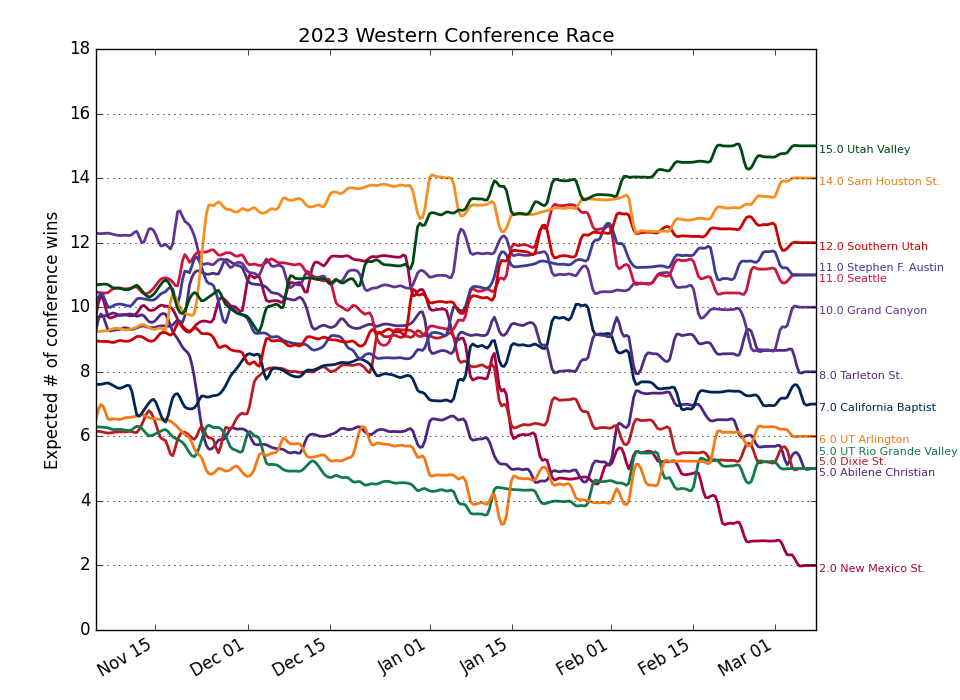 2023 Western Conference Race
Expected # of conference wins
18
16
14
12
10
8
6
4
2
0
Nov 15
Dec 01
Dec 15
Jan 01
Jan 15
Feb 01
Feb 15
Mar 01
15.0 Utah Valley
14.0 Sam Houston St.
12.0 Southern Utah
11.0 Stephen F. Austin
11.0 Seattle
10.0 Grand Canyon
8.0 Tarleton St.
7.0 California Baptist
6.0 UT Arlington
5.0 UT Rio Grande Valley
5.0 Dixie St.
5.0 Abilene Christian
2.0 New Mexico St.